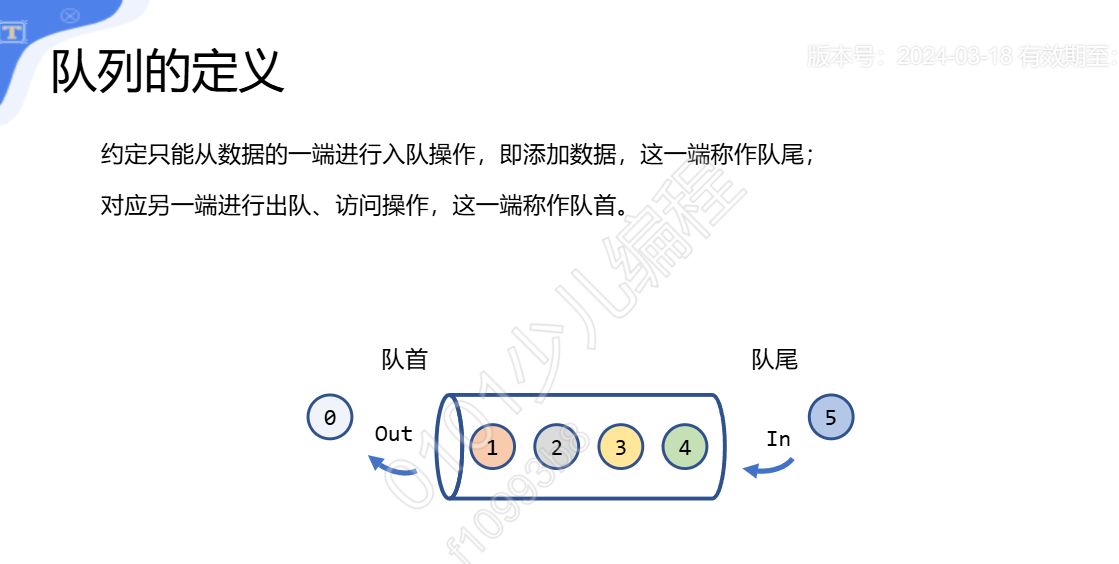 T
版本号：2024-03-18 有效期至：
队列的定义
约定只能从数据的一端进行入队操作，即添加数据，这一端称作队尾；
对应另一端进行出队、访问操作，这一端称作队首。
队首 队尾
0 Out 1 2 3 4 In 5
0101少儿编程